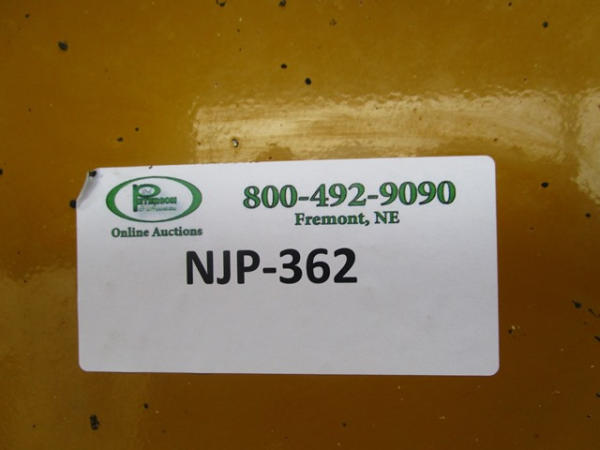 800-492-9090
Fremont, NE
Online Auctions
NJP-362